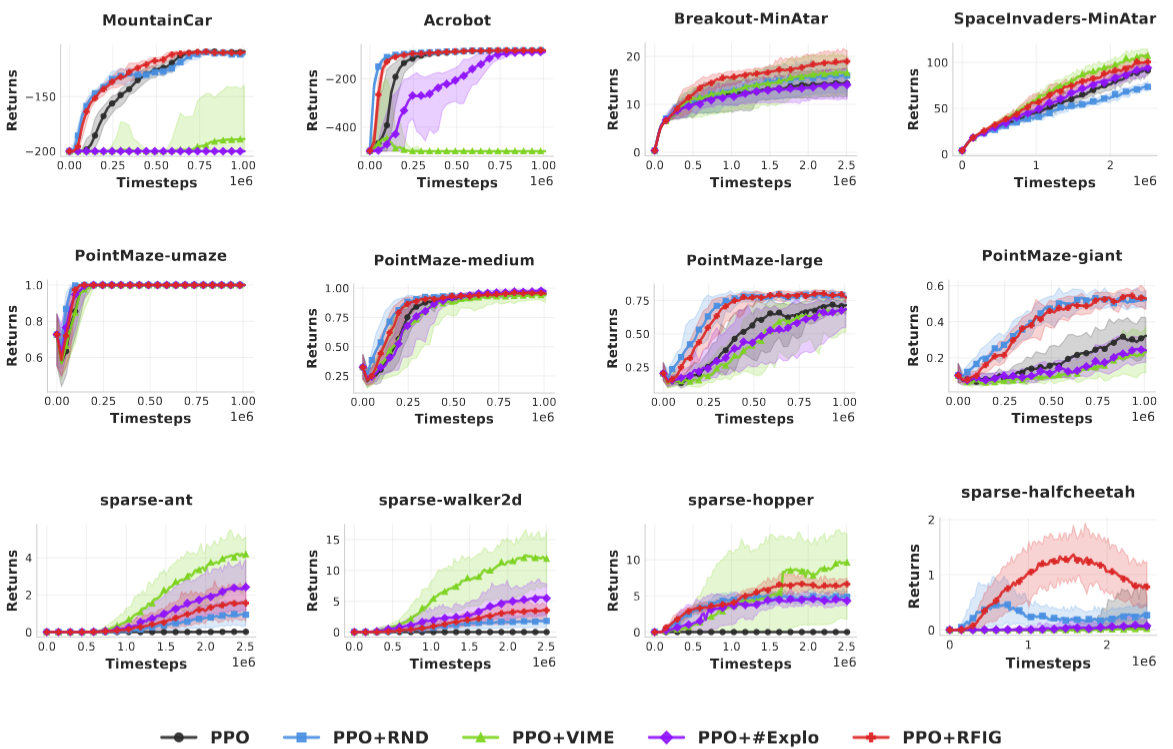 MountainCar
Returns
−150
−200
0.00 0.25 0.50 0.75 1.00
Timesteps
1e6
Acrobot
Returns
−200
−400
0.00 0.25 0.50 0.75 1.00
Timesteps
1e6
Breakout-MinAtar
Returns
20
10
0
0.0 0.5 1.0 1.5 2.0 2.5
Timesteps
1e6
SpaceInvaders-MinAtar
Returns
100
50
0
0 1 2
Timesteps
1e6
PointMaze-umaze
Returns
1.0
0.8
0.6
0.00 0.25 0.50 0.75 1.00
Timesteps
1e6
PointMaze-medium
Returns
1.00
0.75
0.50
0.25
0.00 0.25 0.50 0.75 1.00
Timesteps
1e6
PointMaze-large
Returns
0.75
0.50
0.25
0.00 0.25 0.50 0.75 1.00
Timesteps
1e6
PointMaze-giant
Returns
0.6
0.4
0.2
0.00 0.25 0.50 0.75 1.00
Timesteps
1e6
sparse-ant
Returns
4
2
0
0.0 0.5 1.0 1.5 2.0 2.5
Timesteps
1e6
sparse-walker2d
Returns
15
10
5
0
0.0 0.5 1.0 1.5 2.0 2.5
Timesteps
1e6
sparse-hopper
Returns
10
5
0
0.0 0.5 1.0 1.5 2.0 2.5
Timesteps
1e6
sparse-halfcheetah
Returns
2
1
0
0 1 2
Timesteps
1e6
PPO PPO+RND PPO+VIME PPO+#Explo PPO+RFIG